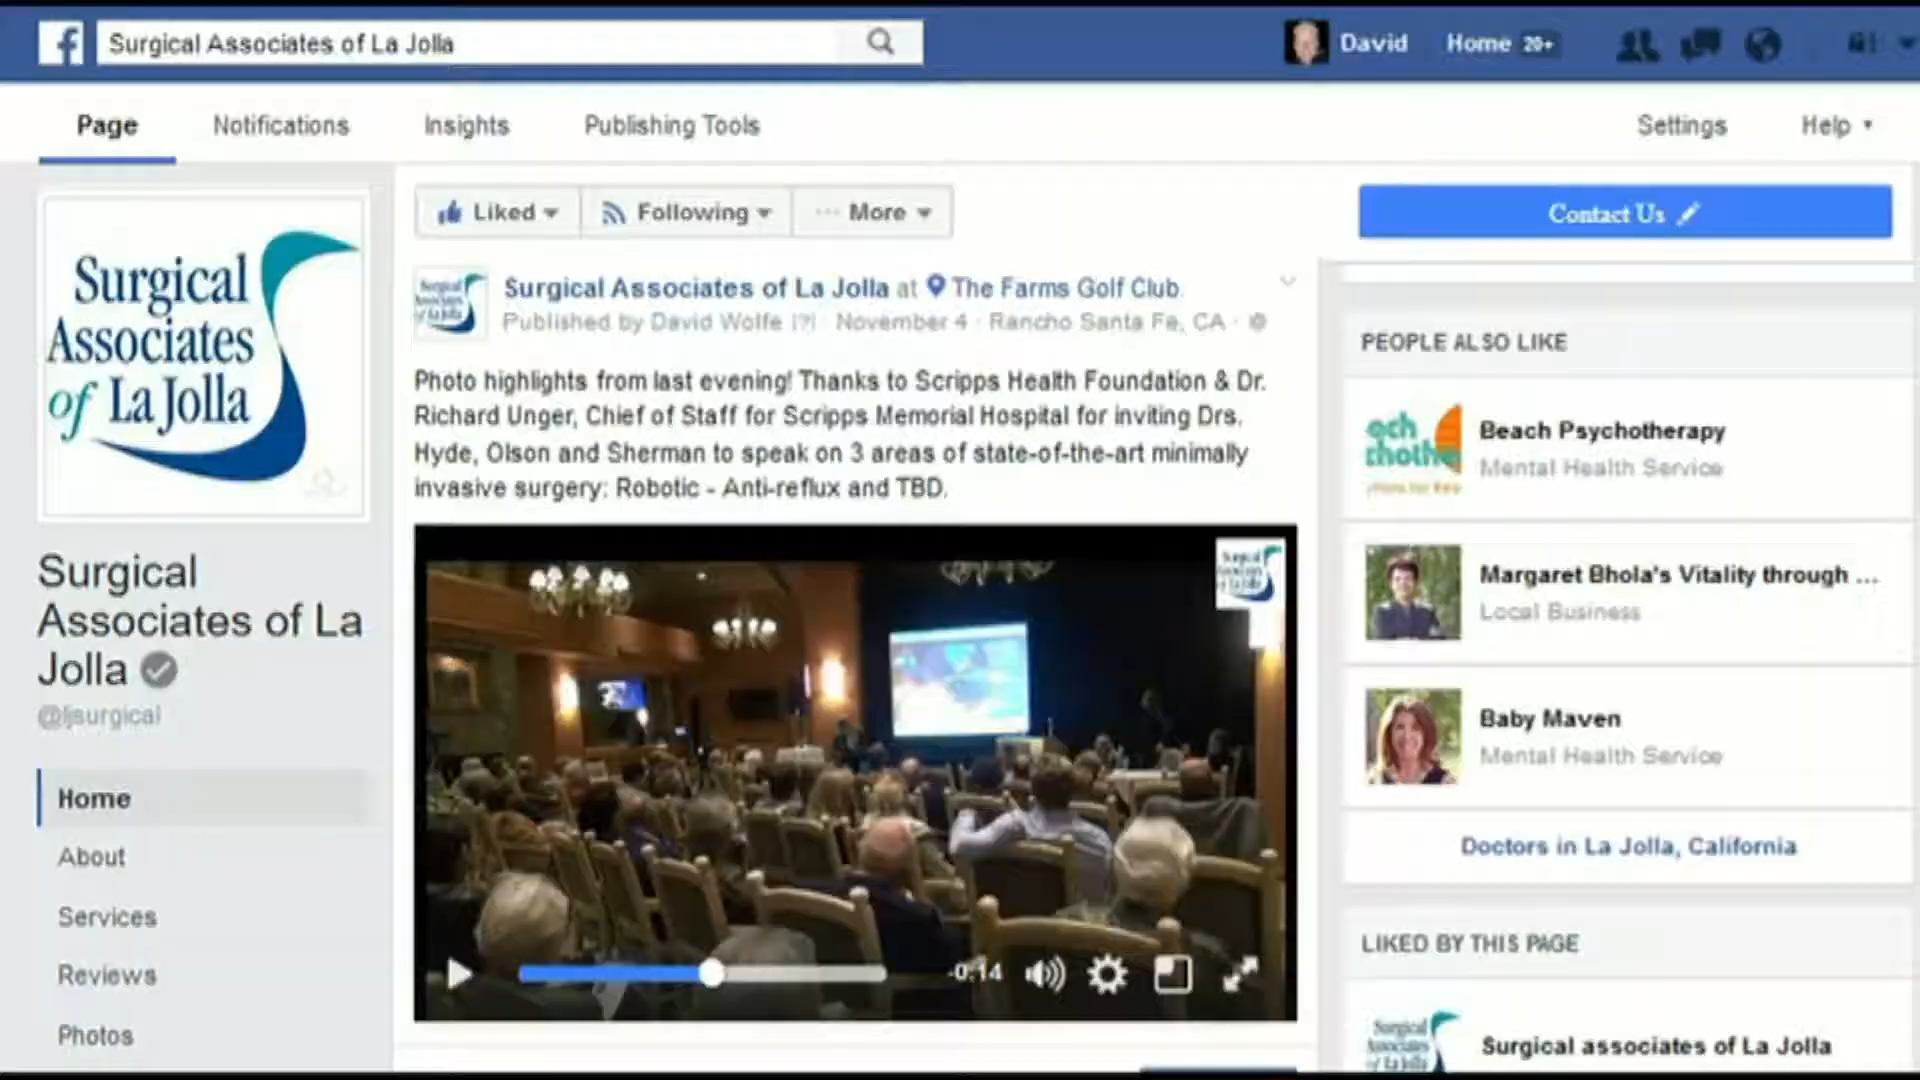 Surgical Associates of La Jolla
David Home 20+
Page Notifications Insights Publishing Tools Settings Help
Surgical
Associates
of La Jolla
Surgical
Associates of La
Jolla
@ljsurgical
Home
About
Services
Reviews
Photos
Liked Following More
Contact Us
Surgical Associates of La Jolla at The Farms Golf Club.
Published by David Wolfe [?] · November 4 · Rancho Santa Fe, CA ·
Photo highlights from last evening! Thanks to Scripps Health Foundation & Dr.
Richard Unger, Chief of Staff for Scripps Memorial Hospital for inviting Drs.
Hyde, Olson and Sherman to speak on 3 areas of state-of-the-art minimally
invasive surgery: Robotic - Anti-reflux and TBD.
-0:14
PEOPLE ALSO LIKE
Beach Psychotherapy
Mental Health Service
Margaret Bhola's Vitality through ...
Local Business
Baby Maven
Mental Health Service
Doctors in La Jolla, California
LIKED BY THIS PAGE
Surgical associates of La Jolla